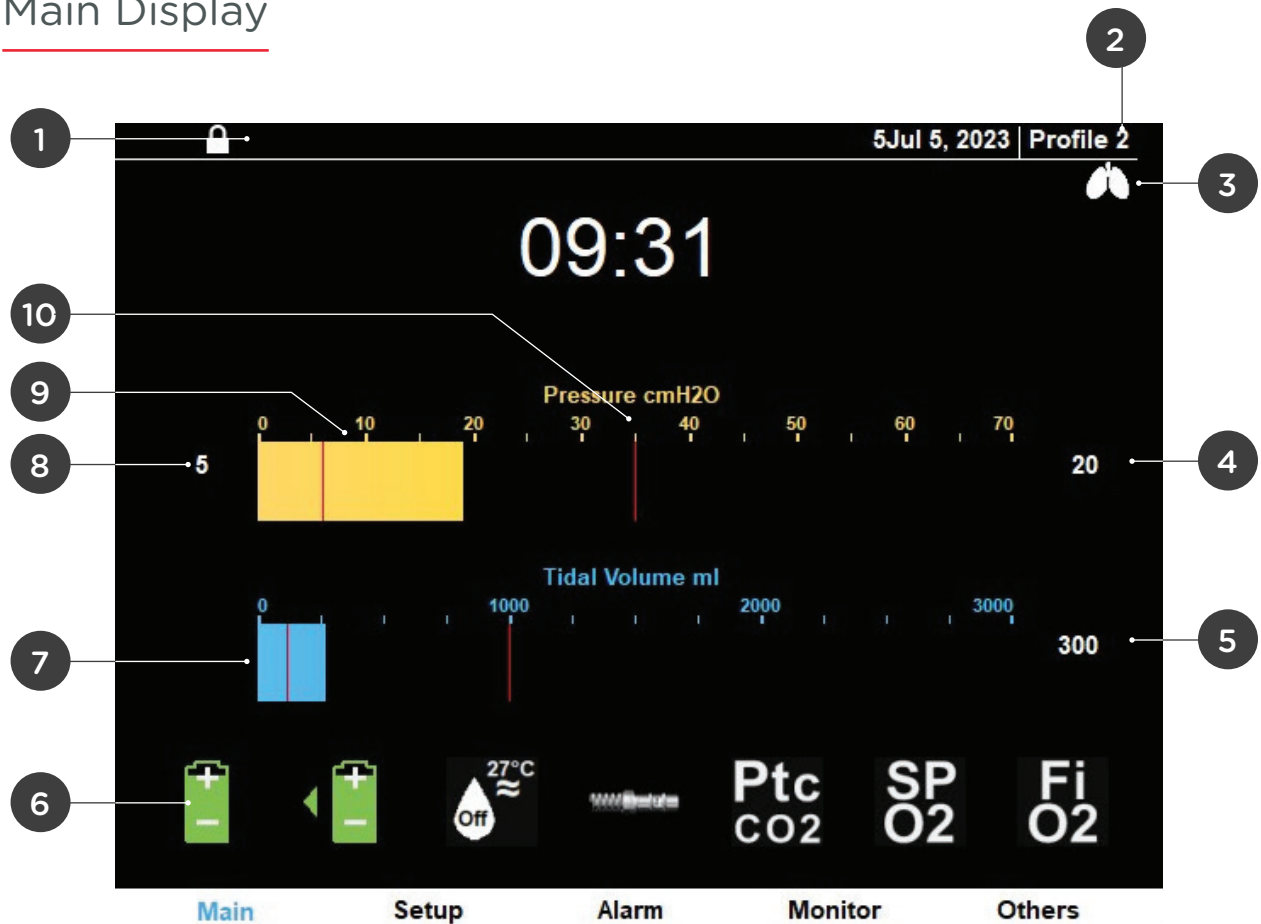 Main Display
2
1
5Jul 5, 2023 Profile 2
3
09:31
10
Pressure cmH2O
9
0 10 20 30 40 50 60 70
8
5
20
4
Tidal Volume ml
0 1000 2000 3000
7
300
5
6
27°C
Off
Ptc CO2
SP O2
Fi O2
Main Setup Alarm Monitor Others